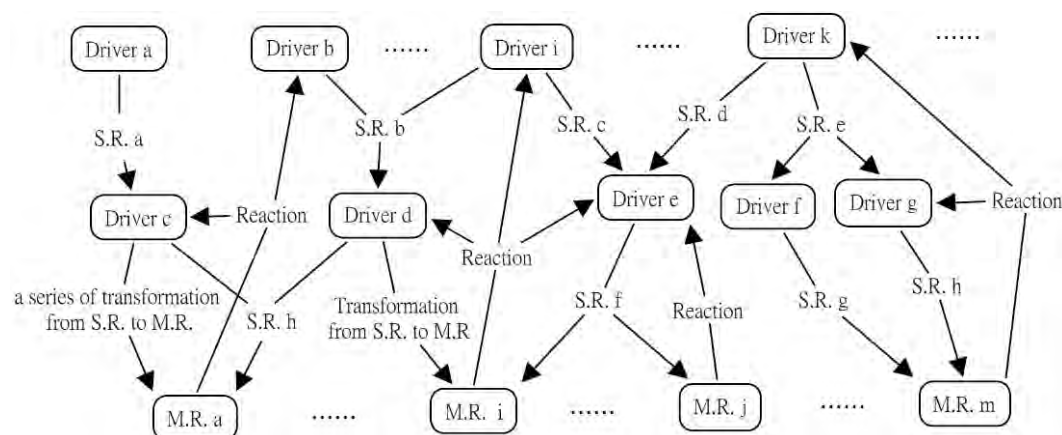 Driver a
Driver b
......
Driver i
......
Driver k
......
S.R. a
S.R. b
S.R. c
S.R. d
S.R. e
Driver c
Reaction
Driver d
Reaction
Driver e
Driver f
Driver g
Reaction
a series of transformation
from S.R. to M.R.
S.R. h
Transformation
from S.R. to M.R
S.R. f
Reaction
S.R. g
S.R. h
M.R. a
......
M.R. i
......
M.R. j
......
M.R. m